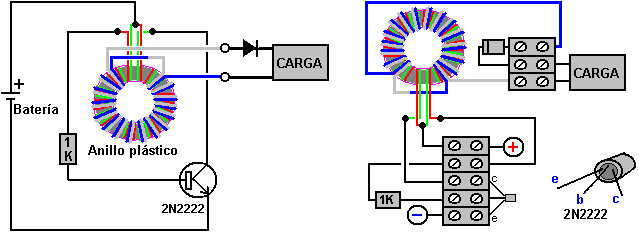 +
Batería
1
K
Anillo plástico
2N2222
CARGA
+
c
1K
e
−
CARGA
e
b
c
2N2222